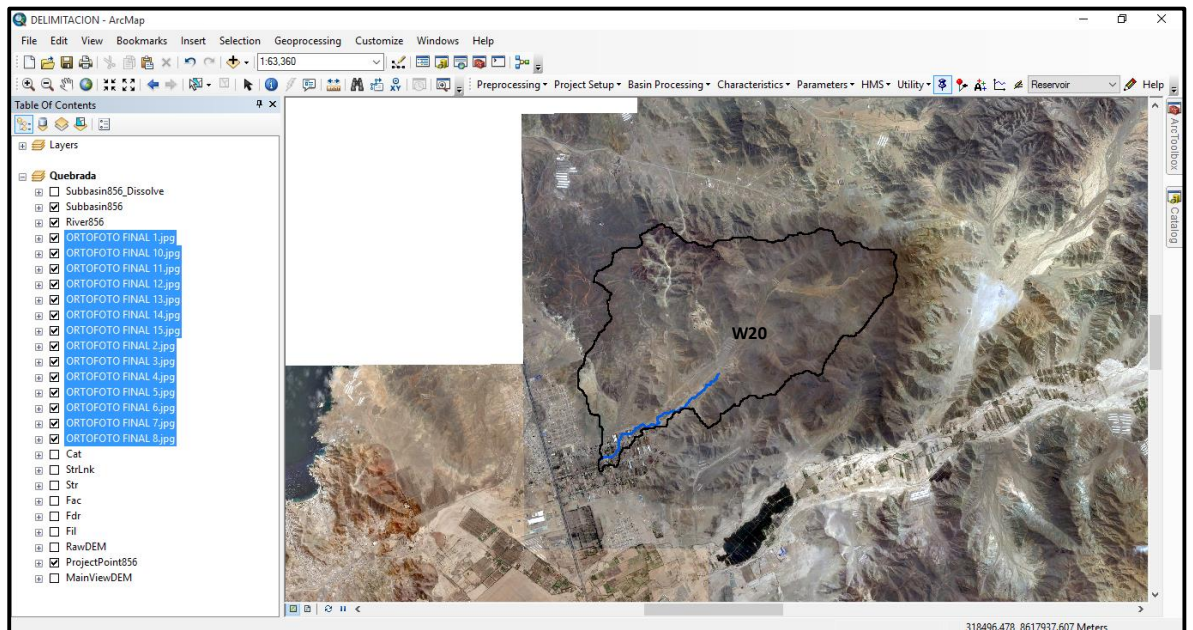 DELIMITACION - ArcMap
File Edit View Bookmarks Insert Selection Geoprocessing Customize Windows Help
1:63,360
Preprocessing Project Setup Basin Processing Characteristics Parameters HMS Utility Reservoir Help
Table Of Contents
Layers
Quebrada
Subbasin856_Dissolve
Subbasin856
River856
ORTOFOTO FINAL 1.jpg
ORTOFOTO FINAL 10.jpg
ORTOFOTO FINAL 11.jpg
ORTOFOTO FINAL 12.jpg
ORTOFOTO FINAL 13.jpg
ORTOFOTO FINAL 14.jpg
ORTOFOTO FINAL 15.jpg
ORTOFOTO FINAL 2.jpg
ORTOFOTO FINAL 3.jpg
ORTOFOTO FINAL 4.jpg
ORTOFOTO FINAL 5.jpg
ORTOFOTO FINAL 6.jpg
ORTOFOTO FINAL 7.jpg
ORTOFOTO FINAL 8.jpg
Cat
StrLnk
Str
Fac
Fdr
Fil
RawDEM
ProjectPoint856
MainViewDEM
W20
ArcToolbox
Catalog
318496.478 8617937.607 Meters